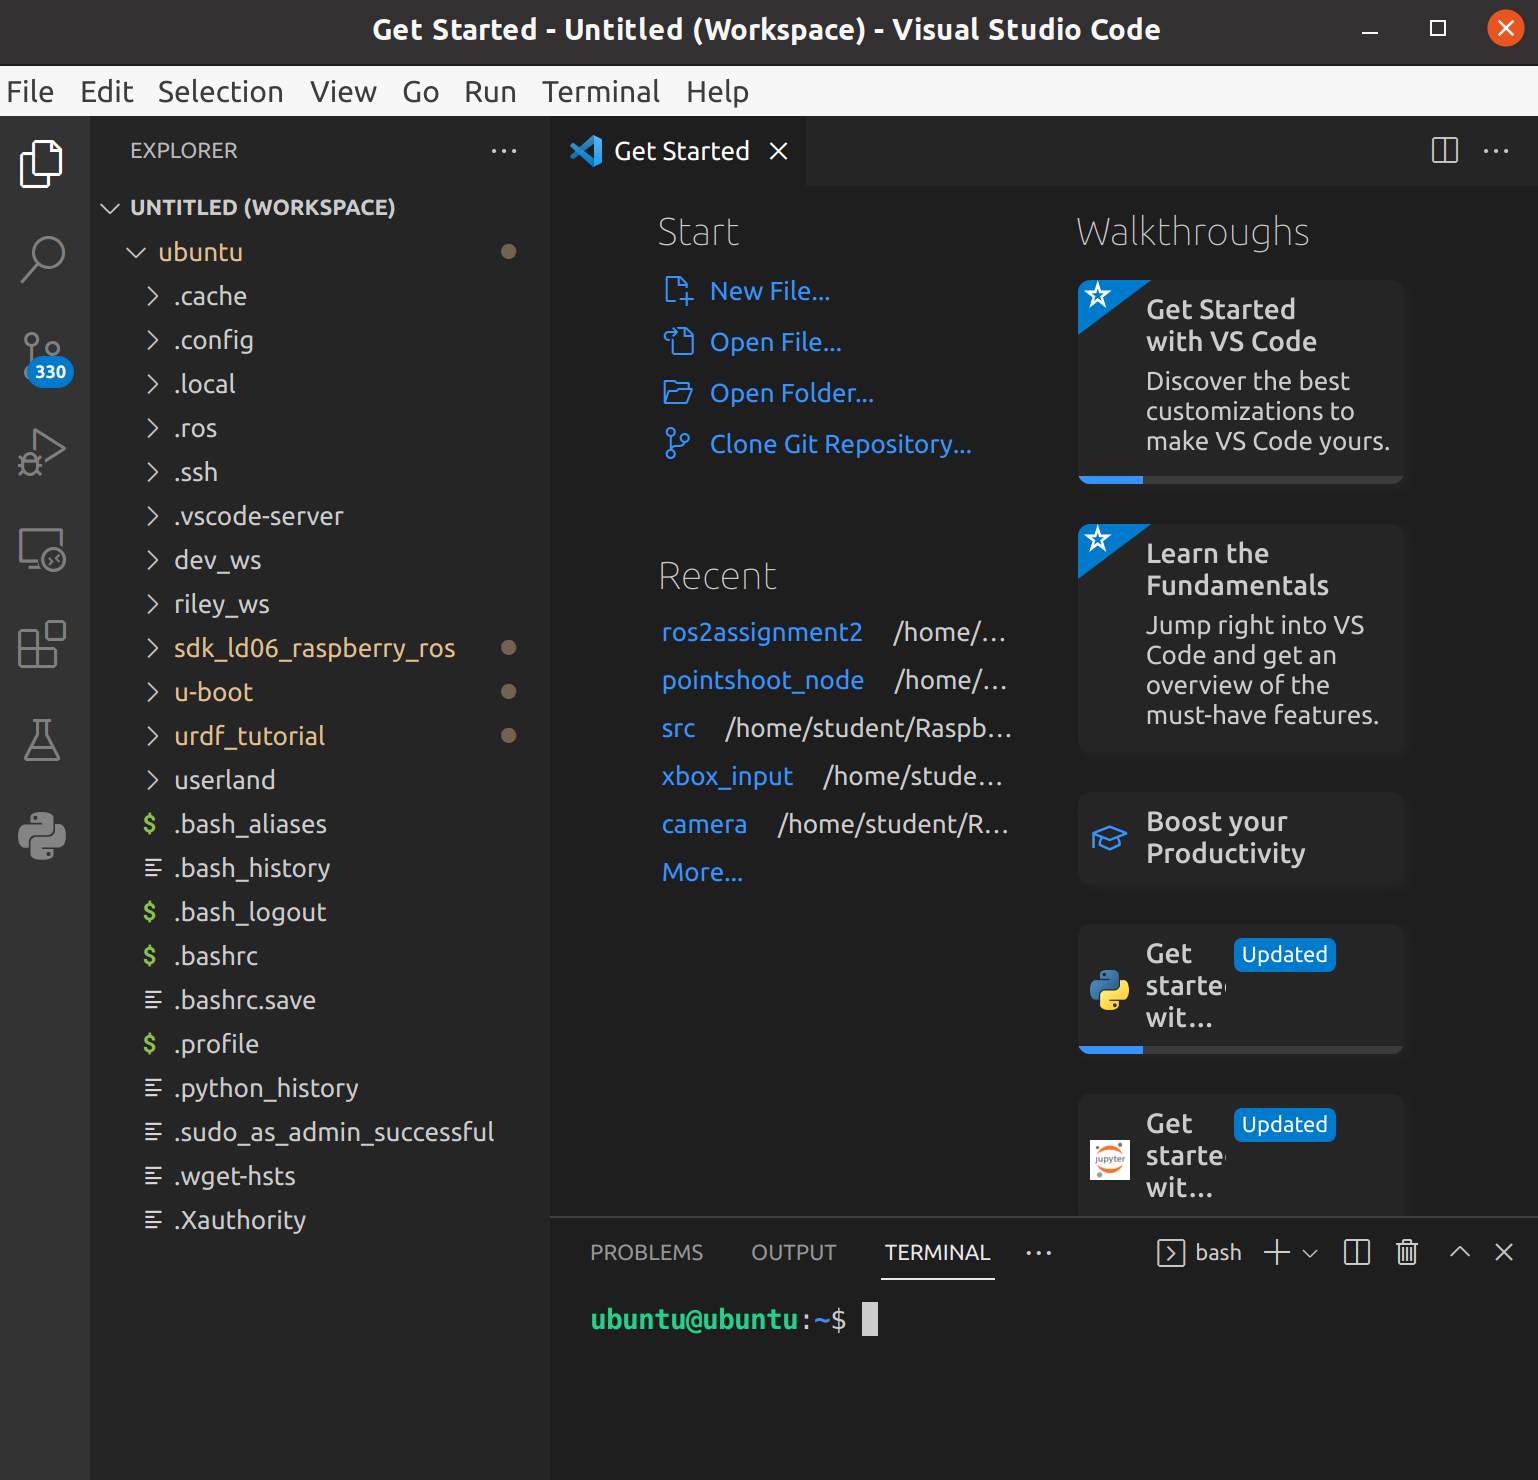 Get Started - Untitled (Workspace) - Visual Studio Code
File Edit Selection View Go Run Terminal Help
EXPLORER
UNTITLED (WORKSPACE)
ubuntu
.cache
.config
.local
.ros
.ssh
.vscode-server
dev_ws
riley_ws
sdk_ld06_raspberry_ros
u-boot
urdf_tutorial
userland
$ .bash_aliases
.bash_history
$ .bash_logout
$ .bashrc
.bashrc.save
$ .profile
.python_history
.sudo_as_admin_successful
.wget-hsts
.Xauthority
330
Get Started
Start
New File...
Open File...
Open Folder...
Clone Git Repository...
Recent
ros2assignment2 /home/...
pointshoot_node /home/...
src /home/student/Raspb...
xbox_input /home/stude...
camera /home/student/R...
More...
Walkthroughs
Get Started
with VS Code
Discover the best
customizations to
make VS Code yours.
Learn the
Fundamentals
Jump right into VS
Code and get an
overview of the
must-have features.
Boost your
Productivity
Get Updated
starte
wit...
Get Updated
jupyter starte
wit...
PROBLEMS OUTPUT TERMINAL ... bash
ubuntu@ubuntu:~$